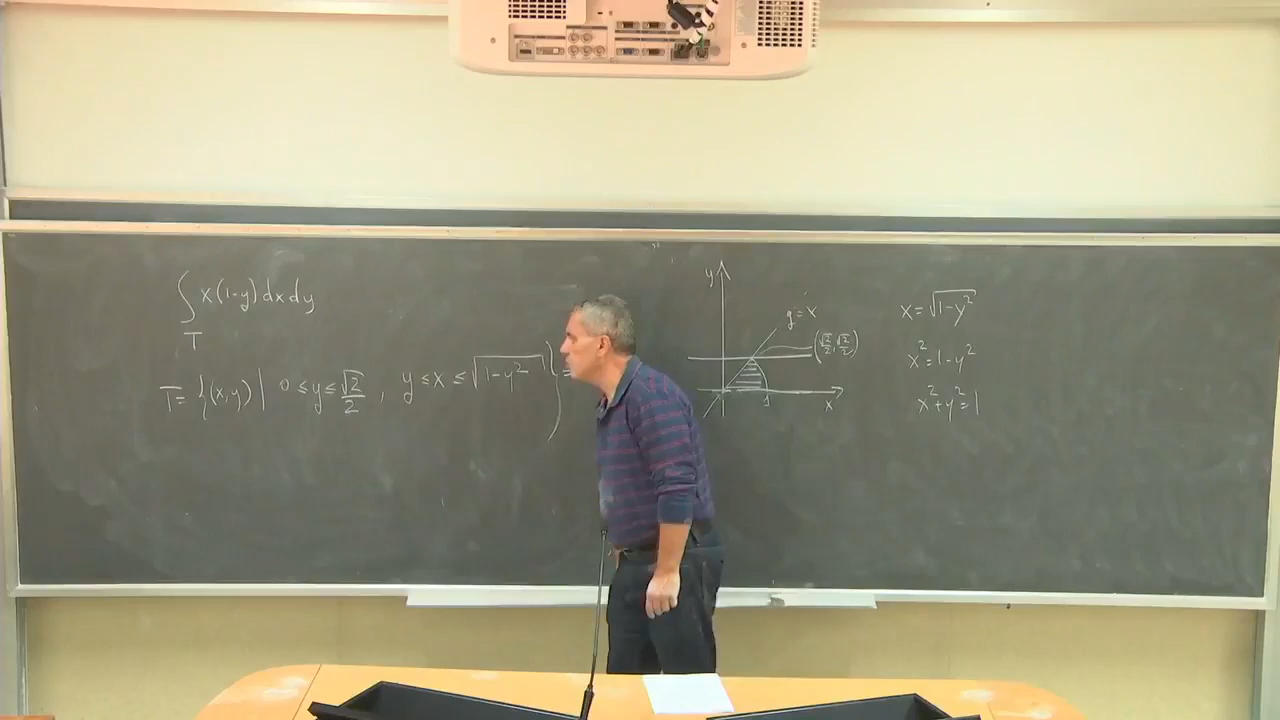 ∫_T x(1-y) dx dy
T = {(x,y) | 0 ≤ y ≤ √2/2 , y ≤ x ≤ √(1-y²)} =
y
y = x
(√2/2, √2/2)
1
x
x = √(1-y²)
x² = 1-y²
x² + y² = 1